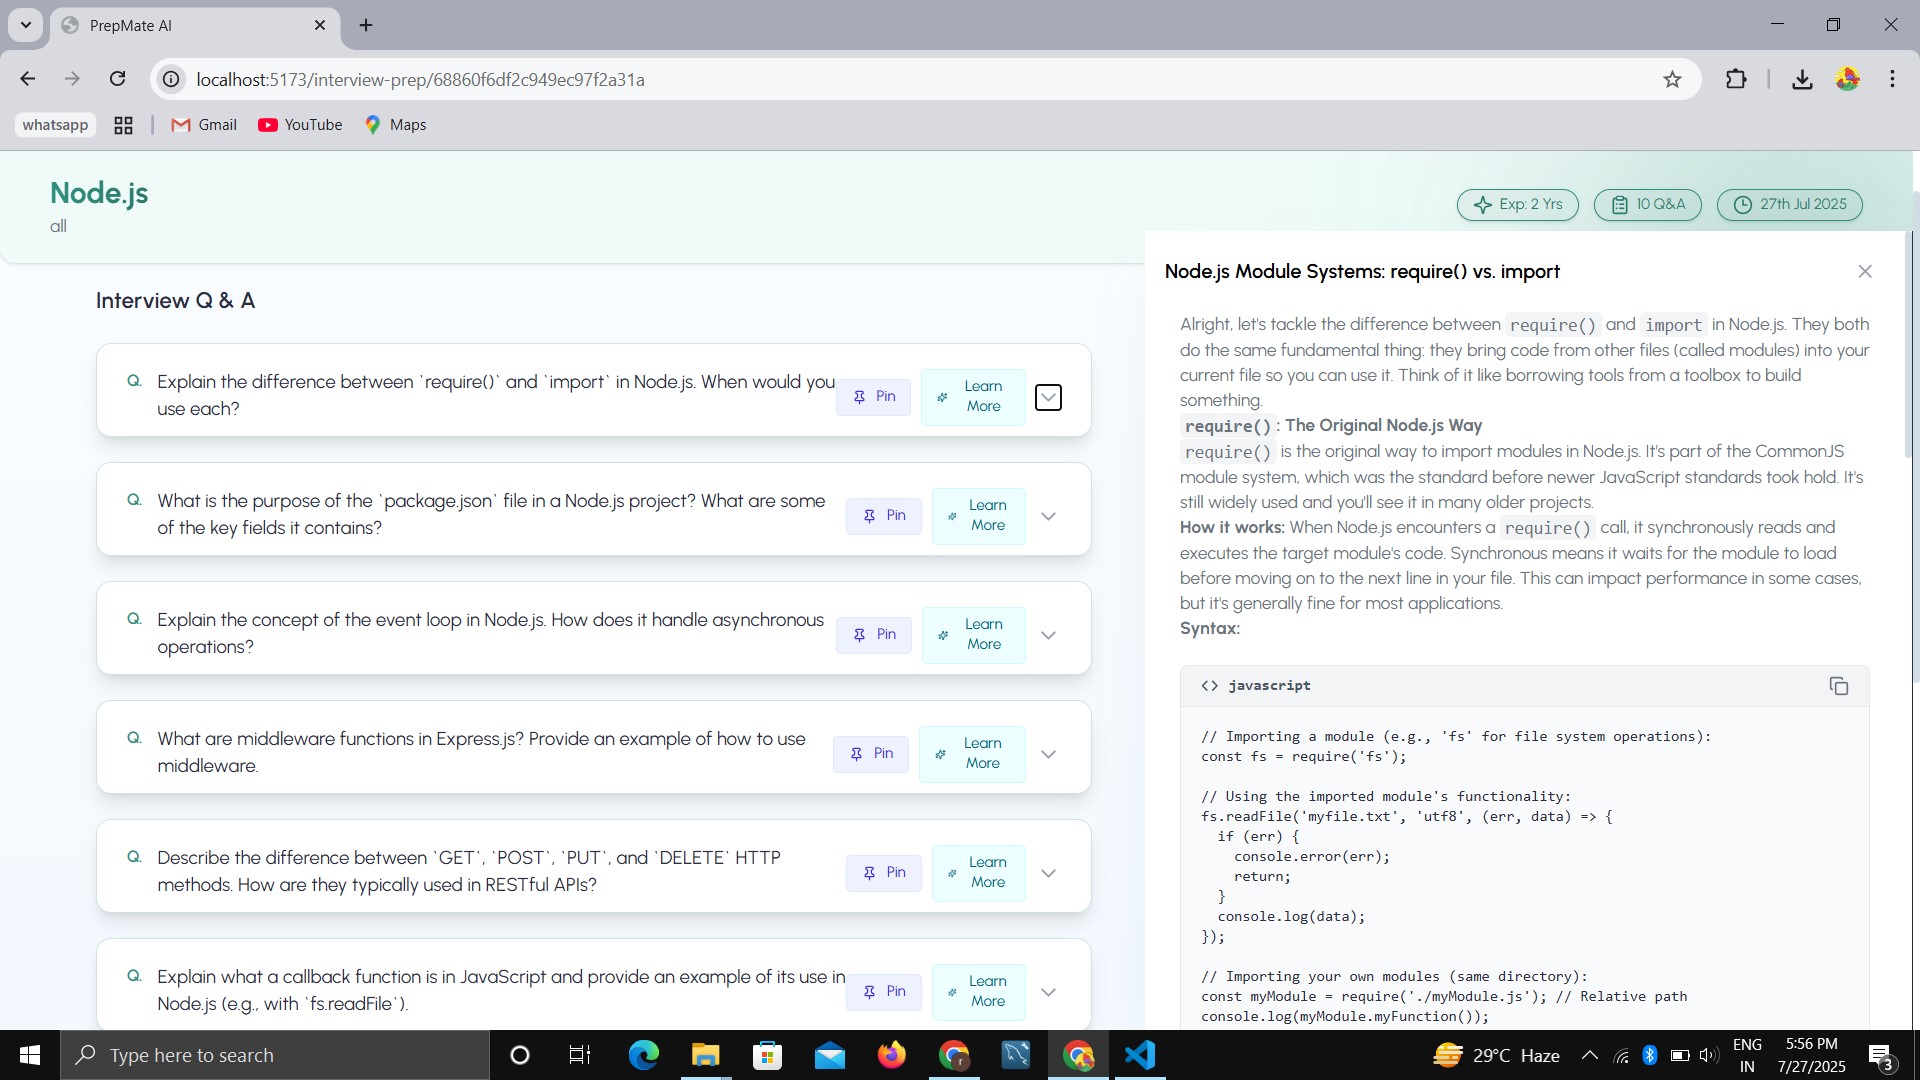 PrepMate AI
localhost:5173/interview-prep/68860f6df2c949ec97f2a31a
whatsapp
Gmail
YouTube
Maps
Node.js
all
Exp: 2 Yrs
10 Q&A
27th Jul 2025
Interview Q & A
Q. Explain the difference between `require()` and `import` in Node.js. When would you
use each?
Pin
Learn
More
Q. What is the purpose of the `package.json` file in a Node.js project? What are some
of the key fields it contains?
Pin
Learn
More
Q. Explain the concept of the event loop in Node.js. How does it handle asynchronous
operations?
Pin
Learn
More
Q. What are middleware functions in Express.js? Provide an example of how to use
middleware.
Pin
Learn
More
Q. Describe the difference between `GET`, `POST`, `PUT`, and `DELETE` HTTP
methods. How are they typically used in RESTful APIs?
Pin
Learn
More
Q. Explain what a callback function is in JavaScript and provide an example of its use in
Node.js (e.g., with `fs.readFile`).
Pin
Learn
More
Node.js Module Systems: require() vs. import
Alright, let's tackle the difference between require() and import in Node.js. They both
do the same fundamental thing: they bring code from other files (called modules) into your
current file so you can use it. Think of it like borrowing tools from a toolbox to build
something.
require() : The Original Node.js Way
require() is the original way to import modules in Node.js. It's part of the CommonJS
module system, which was the standard before newer JavaScript standards took hold. It's
still widely used and you'll see it in many older projects.
How it works: When Node.js encounters a require() call, it synchronously reads and
executes the target module's code. Synchronous means it waits for the module to load
before moving on to the next line in your file. This can impact performance in some cases,
but it's generally fine for most applications.
Syntax:
<> javascript
// Importing a module (e.g., 'fs' for file system operations):
const fs = require('fs');
// Using the imported module's functionality:
fs.readFile('myfile.txt', 'utf8', (err, data) => {
if (err) {
console.error(err);
return;
}
console.log(data);
});
// Importing your own modules (same directory):
const myModule = require('./myModule.js'); // Relative path
console.log(myModule.myFunction());
Type here to search
29°C Haze
ENG
IN
5:56 PM
7/27/2025
3